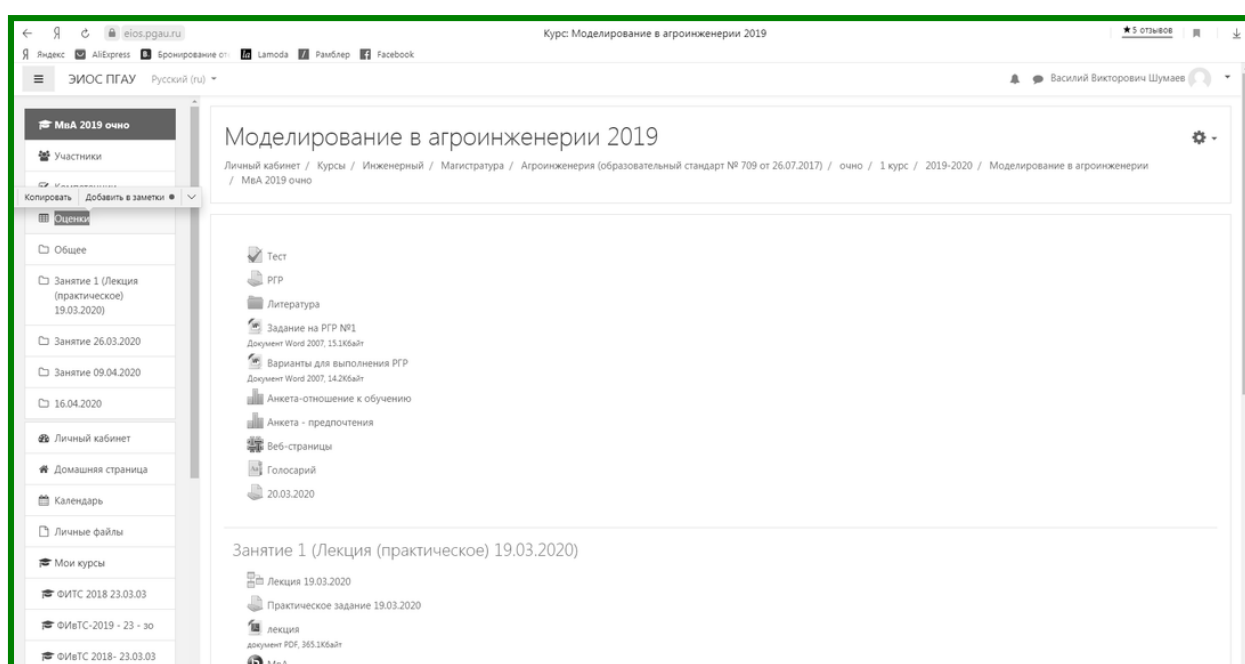 eios.pgau.ru
Курс: Моделирование в агроинженерии 2019
★5 отзывов
Яндекс AliExpress Бронирование от Lamoda Рамблер Facebook
ЭИОС ПГАУ Русский (ru)
Василий Викторович Шумаев
МвА 2019 очно
Участники
Компетенции
Копировать Добавить в заметки
Оценки
Общее
Занятие 1 (Лекция
(практическое)
19.03.2020)
Занятие 26.03.2020
Занятие 09.04.2020
16.04.2020
Личный кабинет
Домашняя страница
Календарь
Личные файлы
Мои курсы
ФИТС 2018 23.03.03
ФИвТС-2019 - 23 - зо
ФИвТС 2018- 23.03.03
Моделирование в агроинженерии 2019
Личный кабинет / Курсы / Инженерный / Магистратура / Агроинженерия (образовательный стандарт № 709 от 26.07.2017) / очно / 1 курс / 2019-2020 / Моделирование в агроинженерии
/ МвА 2019 очно
Тест
РГР
Литература
Задание на РГР №1
Документ Word 2007, 15.1Кбайт
Варианты для выполнения РГР
Документ Word 2007, 14.2Кбайт
Анкета-отношение к обучению
Анкета - предпочтения
Веб-страницы
Голосарий
20.03.2020
Занятие 1 (Лекция (практическое) 19.03.2020)
Лекция 19.03.2020
Практическое задание 19.03.2020
лекция
документ PDF, 365.1Кбайт
МвА